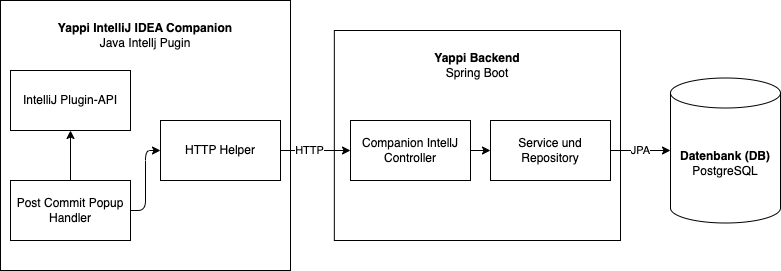 Yappi IntelliJ IDEA Companion
Java Intellj Pugin
IntelliJ Plugin-API
HTTP Helper
Post Commit Popup
Handler
HTTP
Yappi Backend
Spring Boot
Companion IntellJ
Controller
Service und
Repository
JPA
Datenbank (DB)
PostgreSQL